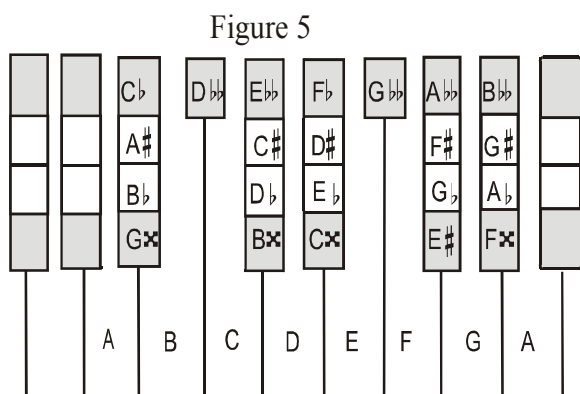 Figure 5
C♭ D𝄫 E𝄫 F♭ G𝄫 A𝄫 B𝄫
A♯ C♯ D♯ F♯ G♯
B♭ D♭ E♭ G♭ A♭
G𝄪 B𝄪 C𝄪 E♯ F𝄪
A B C D E F G A